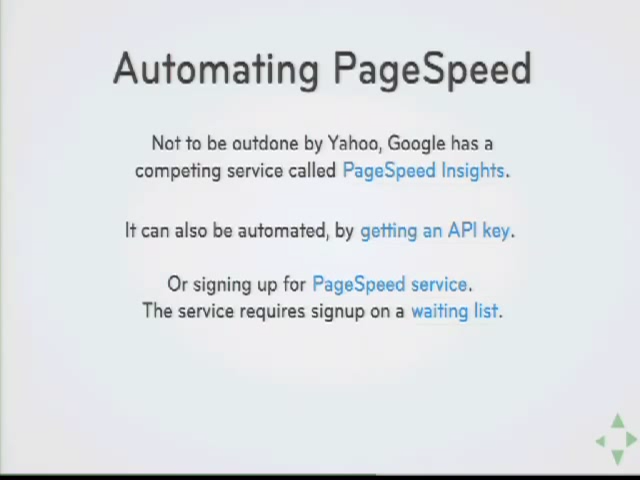 Automating PageSpeed
Not to be outdone by Yahoo, Google has a
competing service called PageSpeed Insights.
It can also be automated, by getting an API key.
Or signing up for PageSpeed service.
The service requires signup on a waiting list.